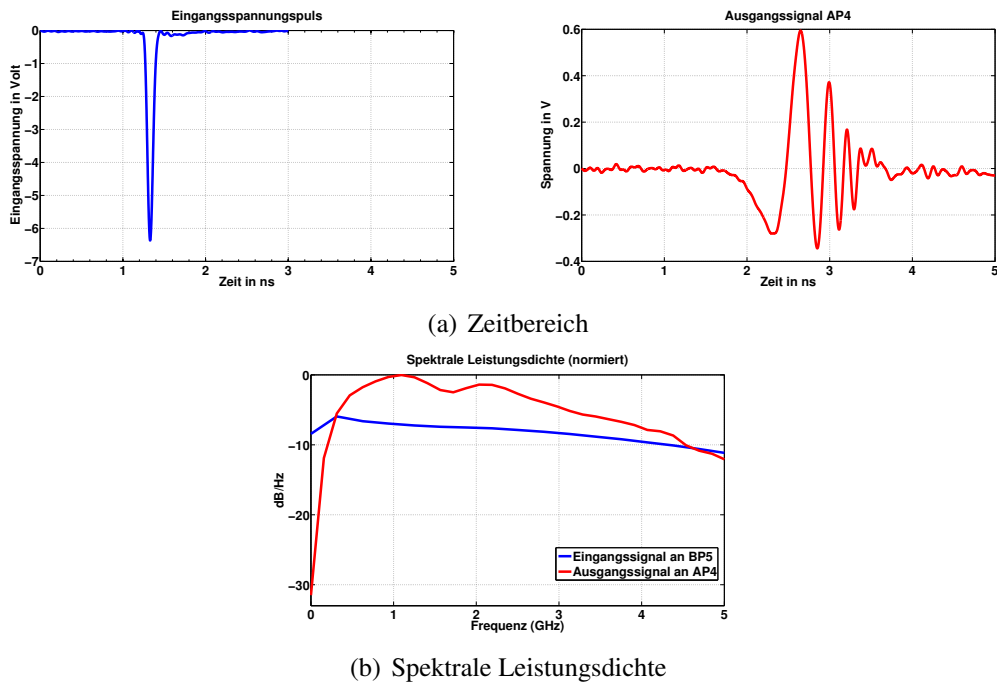 Eingangsspannungspuls
Eingangsspannung in Volt
0
−1
−2
−3
−4
−5
−6
−7
0 1 2 3 4 5
Zeit in ns
Ausgangssignal AP4
Spannung in V
0.6
0.4
0.2
0
−0.2
−0.4
0 1 2 3 4 5
Zeit in ns
(a) Zeitbereich
Spektrale Leistungsdichte (normiert)
dB/Hz
0
−10
−20
−30
0 1 2 3 4 5
Frequenz (GHz)
Eingangssignal an BP5
Ausgangssignal an AP4
(b) Spektrale Leistungsdichte